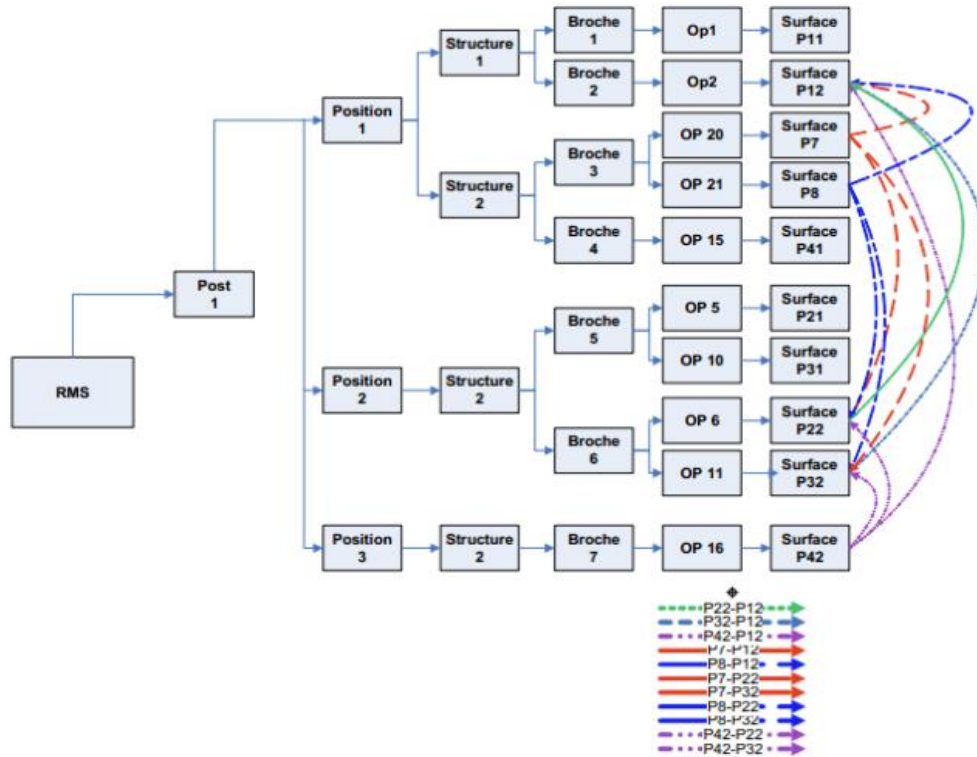 Broche
1
Op1
Surface
P11
Structure
1
Broche
2
Op2
Surface
P12
Position
1
OP 20
Surface
P7
Broche
3
OP 21
Surface
P8
Structure
2
Broche
4
OP 15
Surface
P41
Post
1
OP 5
Surface
P21
Broche
5
OP 10
Surface
P31
RMS
Position
2
Structure
2
OP 6
Surface
P22
Broche
6
OP 11
Surface
P32
Position
3
Structure
2
Broche
7
OP 16
Surface
P42
P22-P12
P32-P12
P42-P12
P7-P12
P8-P12
P7-P22
P7-P32
P8-P22
P8-P32
P42-P22
P42-P32